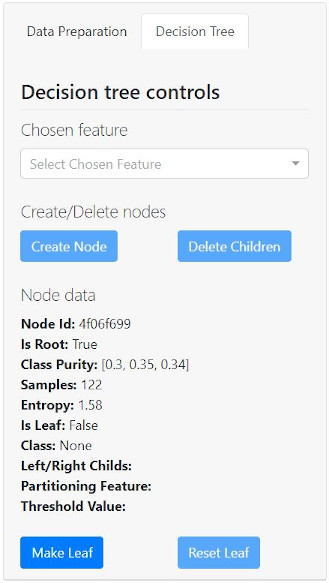 Data Preparation Decision Tree
Decision tree controls
Chosen feature
Select Chosen Feature
Create/Delete nodes
Create Node Delete Children
Node data
Node Id: 4f06f699
Is Root: True
Class Purity: [0.3, 0.35, 0.34]
Samples: 122
Entropy: 1.58
Is Leaf: False
Class: None
Left/Right Childs:
Partitioning Feature:
Threshold Value:
Make Leaf Reset Leaf